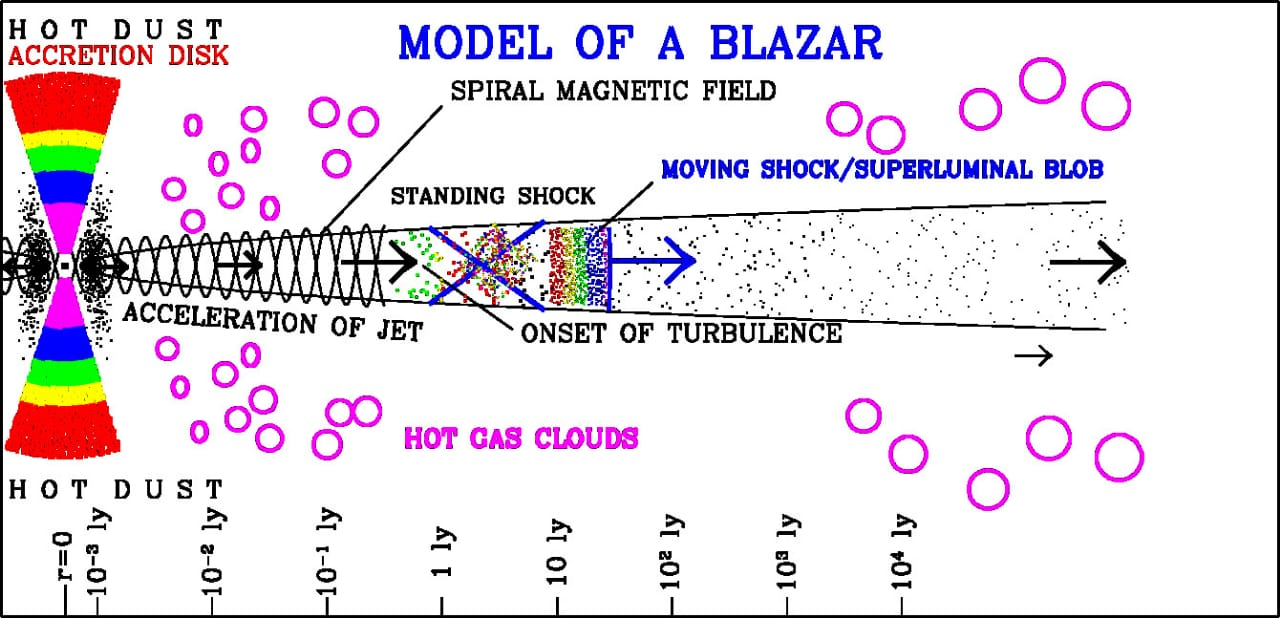 HOT DUST
ACCRETION DISK
MODEL OF A BLAZAR
SPIRAL MAGNETIC FIELD
MOVING SHOCK/SUPERLUMINAL BLOB
STANDING SHOCK
ACCELERATION OF JET
ONSET OF TURBULENCE
HOT GAS CLOUDS
HOT DUST
r=0
10⁻³ ly
10⁻² ly
10⁻¹ ly
1 ly
10 ly
10² ly
10³ ly
10⁴ ly